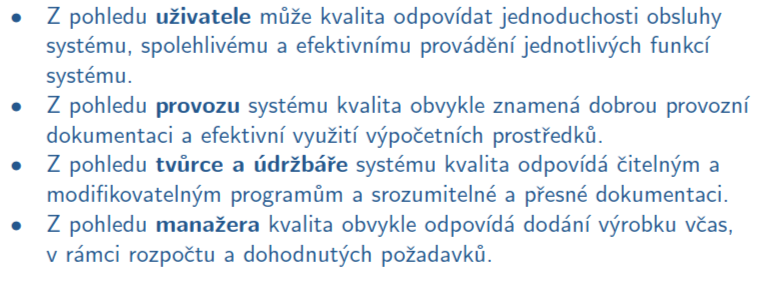 • Z pohledu uživatele může kvalita odpovídat jednoduchosti obsluhy
systému, spolehlivému a efektivnímu provádění jednotlivých funkcí
systému.
• Z pohledu provozu systému kvalita obvykle znamená dobrou provozní
dokumentaci a efektivní využití výpočetních prostředků.
• Z pohledu tvůrce a údržbáře systému kvalita odpovídá čitelným a
modifikovatelným programům a srozumitelné a přesné dokumentaci.
• Z pohledu manažera kvalita obvykle odpovídá dodání výrobku včas,
v rámci rozpočtu a dohodnutých požadavků.